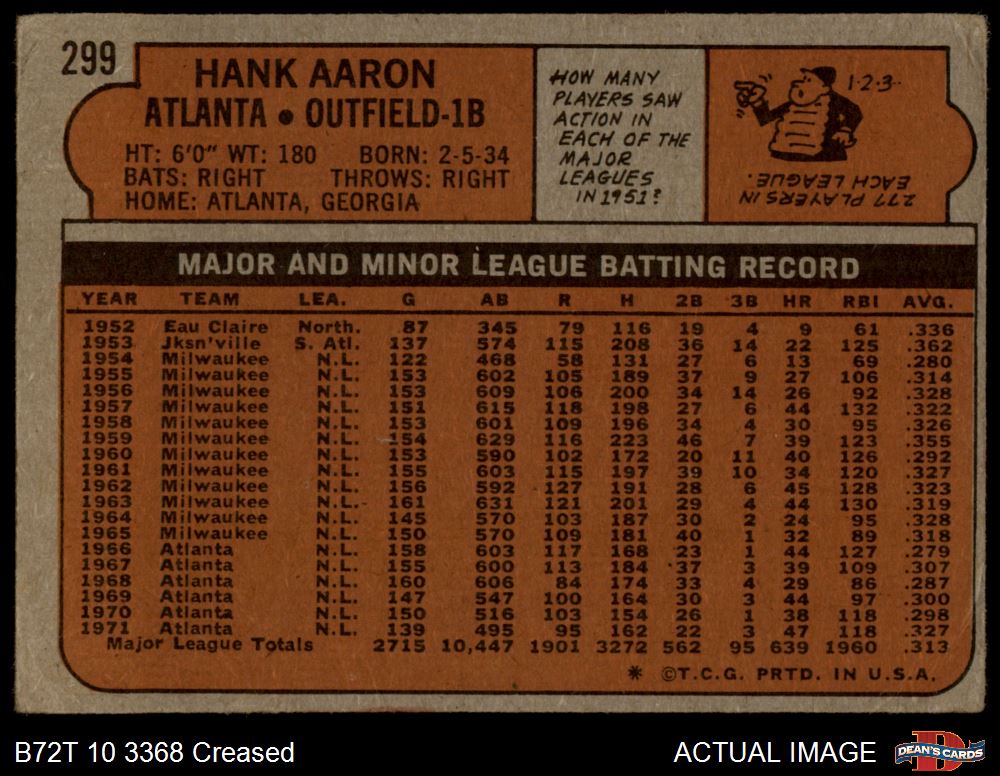 299
HANK AARON
ATLANTA • OUTFIELD-1B
HT: 6'0" WT: 180 BORN: 2-5-34
BATS: RIGHT THROWS: RIGHT
HOME: ATLANTA, GEORGIA
HOW MANY
PLAYERS SAW
ACTION IN
EACH OF THE
MAJOR
LEAGUES
IN 1951?
1-2-3-
277 PLAYERS IN
EACH LEAGUE.
MAJOR AND MINOR LEAGUE BATTING RECORD
YEAR TEAM LEA. G AB R H 2B 3B HR RBI AVG.
1952 Eau Claire North. 87 345 79 116 19 4 9 61 .336
1953 Jksn'ville S. Atl. 137 574 115 208 36 14 22 125 .362
1954 Milwaukee N.L. 122 468 58 131 27 6 13 69 .280
1955 Milwaukee N.L. 153 602 105 189 37 9 27 106 .314
1956 Milwaukee N.L. 153 609 106 200 34 14 26 92 .328
1957 Milwaukee N.L. 151 615 118 198 27 6 44 132 .322
1958 Milwaukee N.L. 153 601 109 196 34 4 30 95 .326
1959 Milwaukee N.L. 154 629 116 223 46 7 39 123 .355
1960 Milwaukee N.L. 153 590 102 172 20 11 40 126 .292
1961 Milwaukee N.L. 155 603 115 197 39 10 34 120 .327
1962 Milwaukee N.L. 156 592 127 191 28 6 45 128 .323
1963 Milwaukee N.L. 161 631 121 201 29 4 44 130 .319
1964 Milwaukee N.L. 145 570 103 187 30 2 24 95 .328
1965 Milwaukee N.L. 150 570 109 181 40 1 32 89 .318
1966 Atlanta N.L. 158 603 117 168 23 1 44 127 .279
1967 Atlanta N.L. 155 600 113 184 37 3 39 109 .307
1968 Atlanta N.L. 160 606 84 174 33 4 29 86 .287
1969 Atlanta N.L. 147 547 100 164 30 3 44 97 .300
1970 Atlanta N.L. 150 516 103 154 26 1 38 118 .298
1971 Atlanta N.L. 139 495 95 162 22 3 47 118 .327
Major League Totals 2715 10,447 1901 3272 562 95 639 1960 .313
* ©T.C.G. PRTD. IN U.S.A.
B72T 10 3368 Creased
ACTUAL IMAGE
DEAN'S CARDS